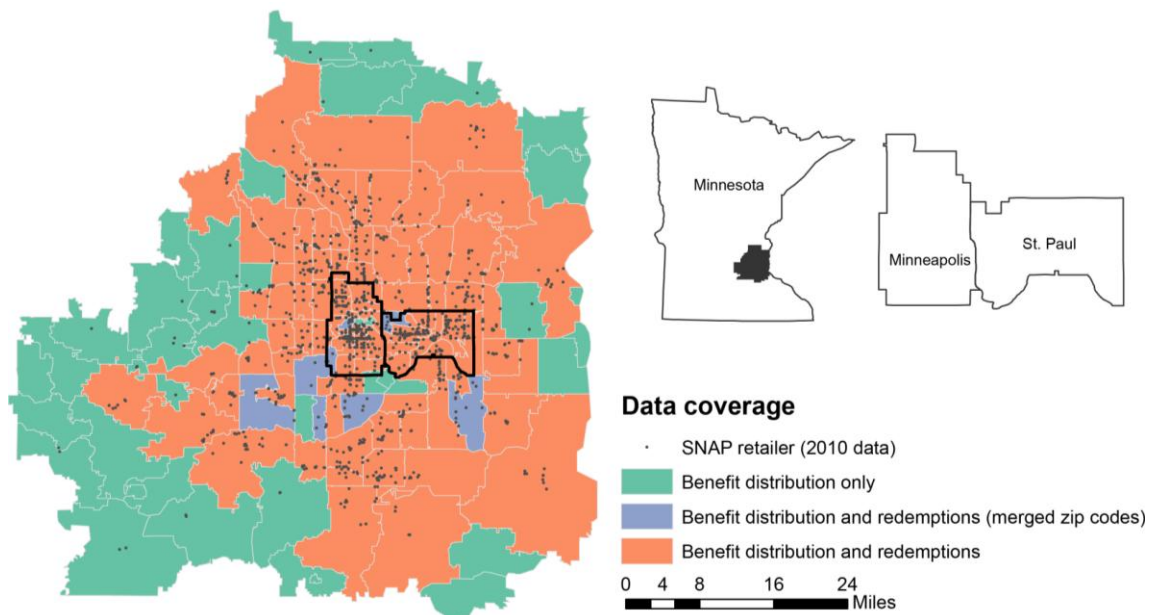 Minnesota
Minneapolis
St. Paul
Data coverage
SNAP retailer (2010 data)
Benefit distribution only
Benefit distribution and redemptions (merged zip codes)
Benefit distribution and redemptions
0 4 8 16 24
Miles